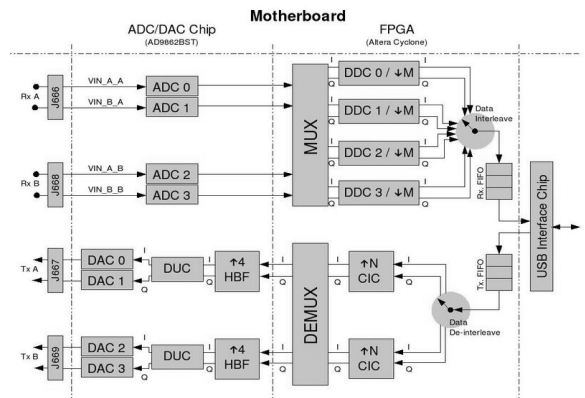 Motherboard
ADC/DAC Chip
(AD9862BST)
FPGA
(Altera Cyclone)
Rx A
J666
VIN_A_A
VIN_B_A
ADC 0
ADC 1
Rx B
J668
VIN_A_B
VIN_B_B
ADC 2
ADC 3
MUX
I
Q
DDC 0 / ↓M
I
Q
I
Q
DDC 1 / ↓M
I
Q
I
Q
DDC 2 / ↓M
I
Q
I
Q
DDC 3 / ↓M
I
Q
Data
Interleave
Rx. FIFO
USB Interface Chip
Tx. FIFO
Data
De-interleave
Tx A
J667
DAC 0
DAC 1
I
Q
DUC
I
Q
↑4
HBF
I
Q
DEMUX
I
Q
↑N
CIC
I
Q
Tx B
J669
DAC 2
DAC 3
I
Q
DUC
I
Q
↑4
HBF
I
Q
I
Q
↑N
CIC
I
Q